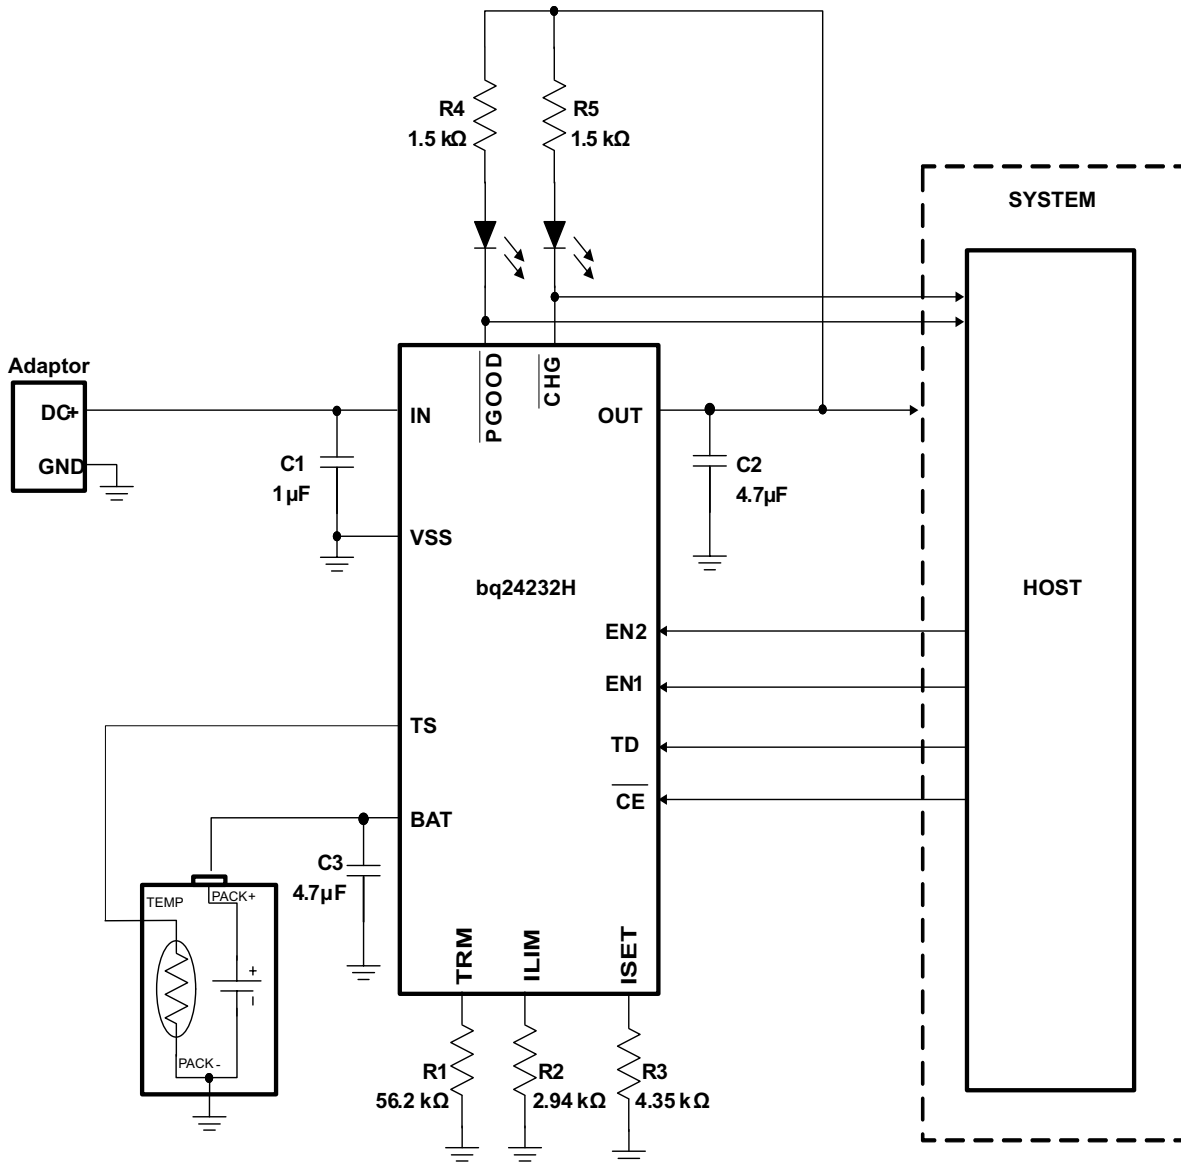 R4
1.5 kΩ
R5
1.5 kΩ
SYSTEM
Adaptor
DC+
GND
C1
1µF
IN
PGOOD
CHG
OUT
C2
4.7µF
VSS
bq24232H
HOST
EN2
EN1
TS
TD
CE
BAT
C3
4.7µF
TEMP
PACK+
+
-
PACK-
TRM
ILIM
ISET
R1
56.2 kΩ
R2
2.94 kΩ
R3
4.35 kΩ